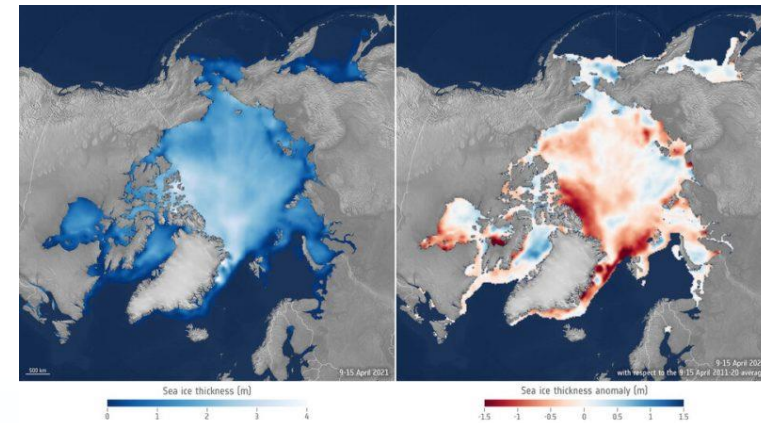 500 km
9-15 April 2021
9-15 April 202
with respect to the 9-15 April 2011-20 averag
Sea ice thickness (m)
0 1 2 3 4
Sea ice thickness anomaly (m)
-1.5 -1 -0.5 0 0.5 1 1.5